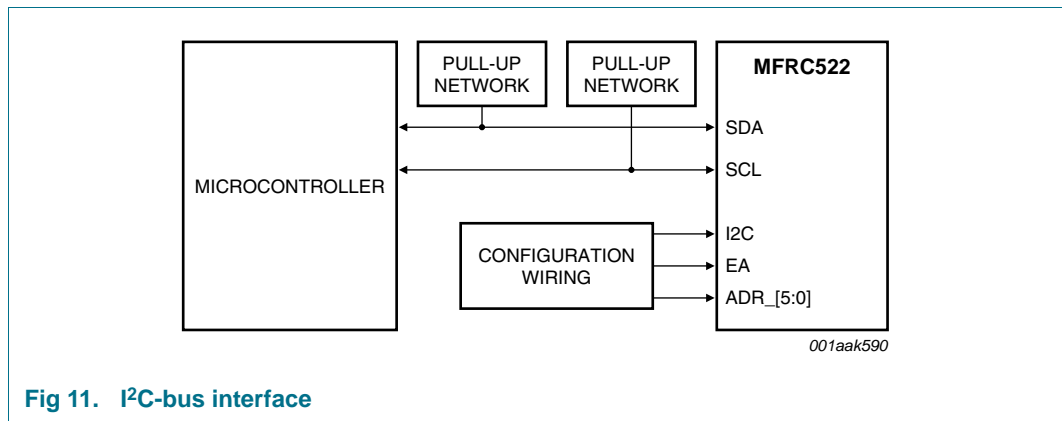 PULL-UP
NETWORK
PULL-UP
NETWORK
MFRC522
SDA
SCL
MICROCONTROLLER
I2C
CONFIGURATION
WIRING
EA
ADR_[5:0]
001aak590
Fig 11. I²C-bus interface